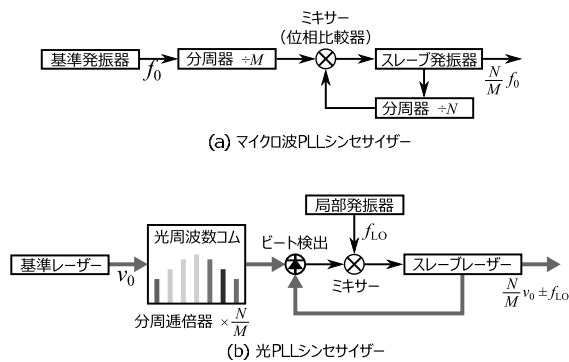 ミキサー
(位相比較器)
基準発振器
f0
分周器 ÷M
スレーブ発振器
N/M f0
分周器 ÷N
(a) マイクロ波PLLシンセサイザー
局部発振器
fLO
光周波数コム
ビート検出
基準レーザー
ν0
ミキサー
スレーブレーザー
N/M ν0 ± fLO
分周逓倍器 × N/M
(b) 光PLLシンセサイザー